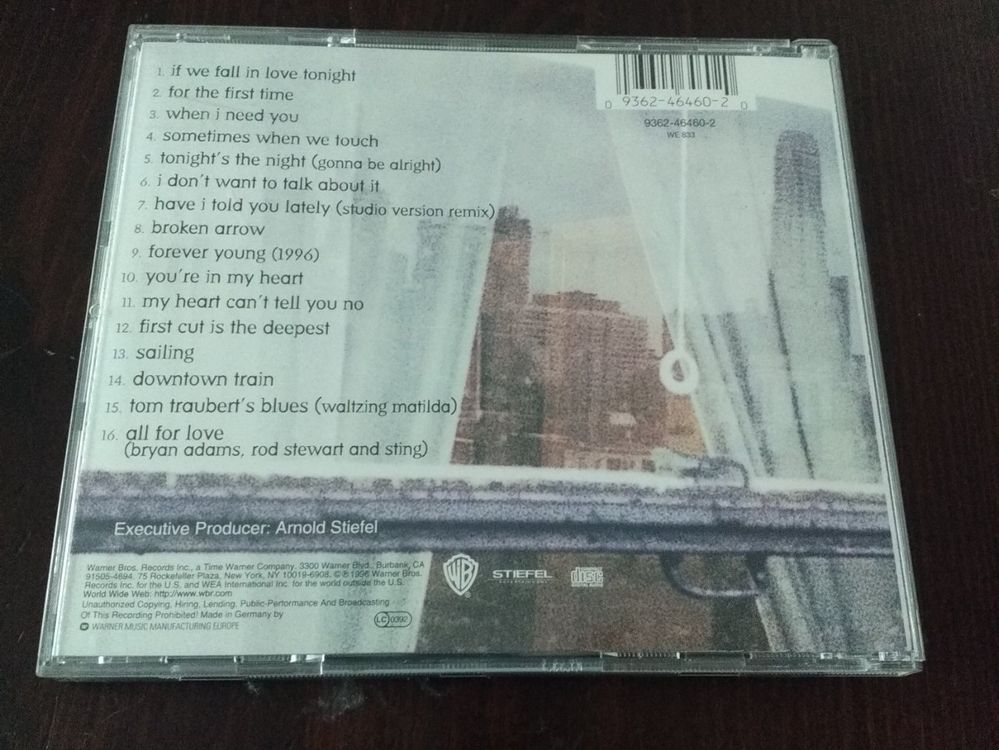 1. if we fall in love tonight
2. for the first time
3. when i need you
4. sometimes when we touch
5. tonight's the night (gonna be alright)
6. i don't want to talk about it
7. have i told you lately (studio version remix)
8. broken arrow
9. forever young (1996)
10. you're in my heart
11. my heart can't tell you no
12. first cut is the deepest
13. sailing
14. downtown train
15. tom traubert's blues (waltzing matilda)
16. all for love
(bryan adams, rod stewart and sting)
0 9362-46460-2 0
9362-46460-2
WE 833
Executive Producer: Arnold Stiefel
Warner Bros. Records Inc., a Time Warner Company, 3300 Warner Blvd., Burbank, CA
91505-4694. 75 Rockefeller Plaza, New York, NY 10019-6908. ©℗1996 Warner Bros.
Records Inc. for the U.S. and WEA International Inc. for the world outside the U.S.
World Wide Web: http://www.wbr.com
Unauthorized Copying, Hiring, Lending, Public-Performance And Broadcasting
Of This Recording Prohibited! Made in Germany by
WARNER MUSIC MANUFACTURING EUROPE
LC 0392
WB
STIEFEL
ENTERTAINMENT
COMPACT
disc
DIGITAL AUDIO